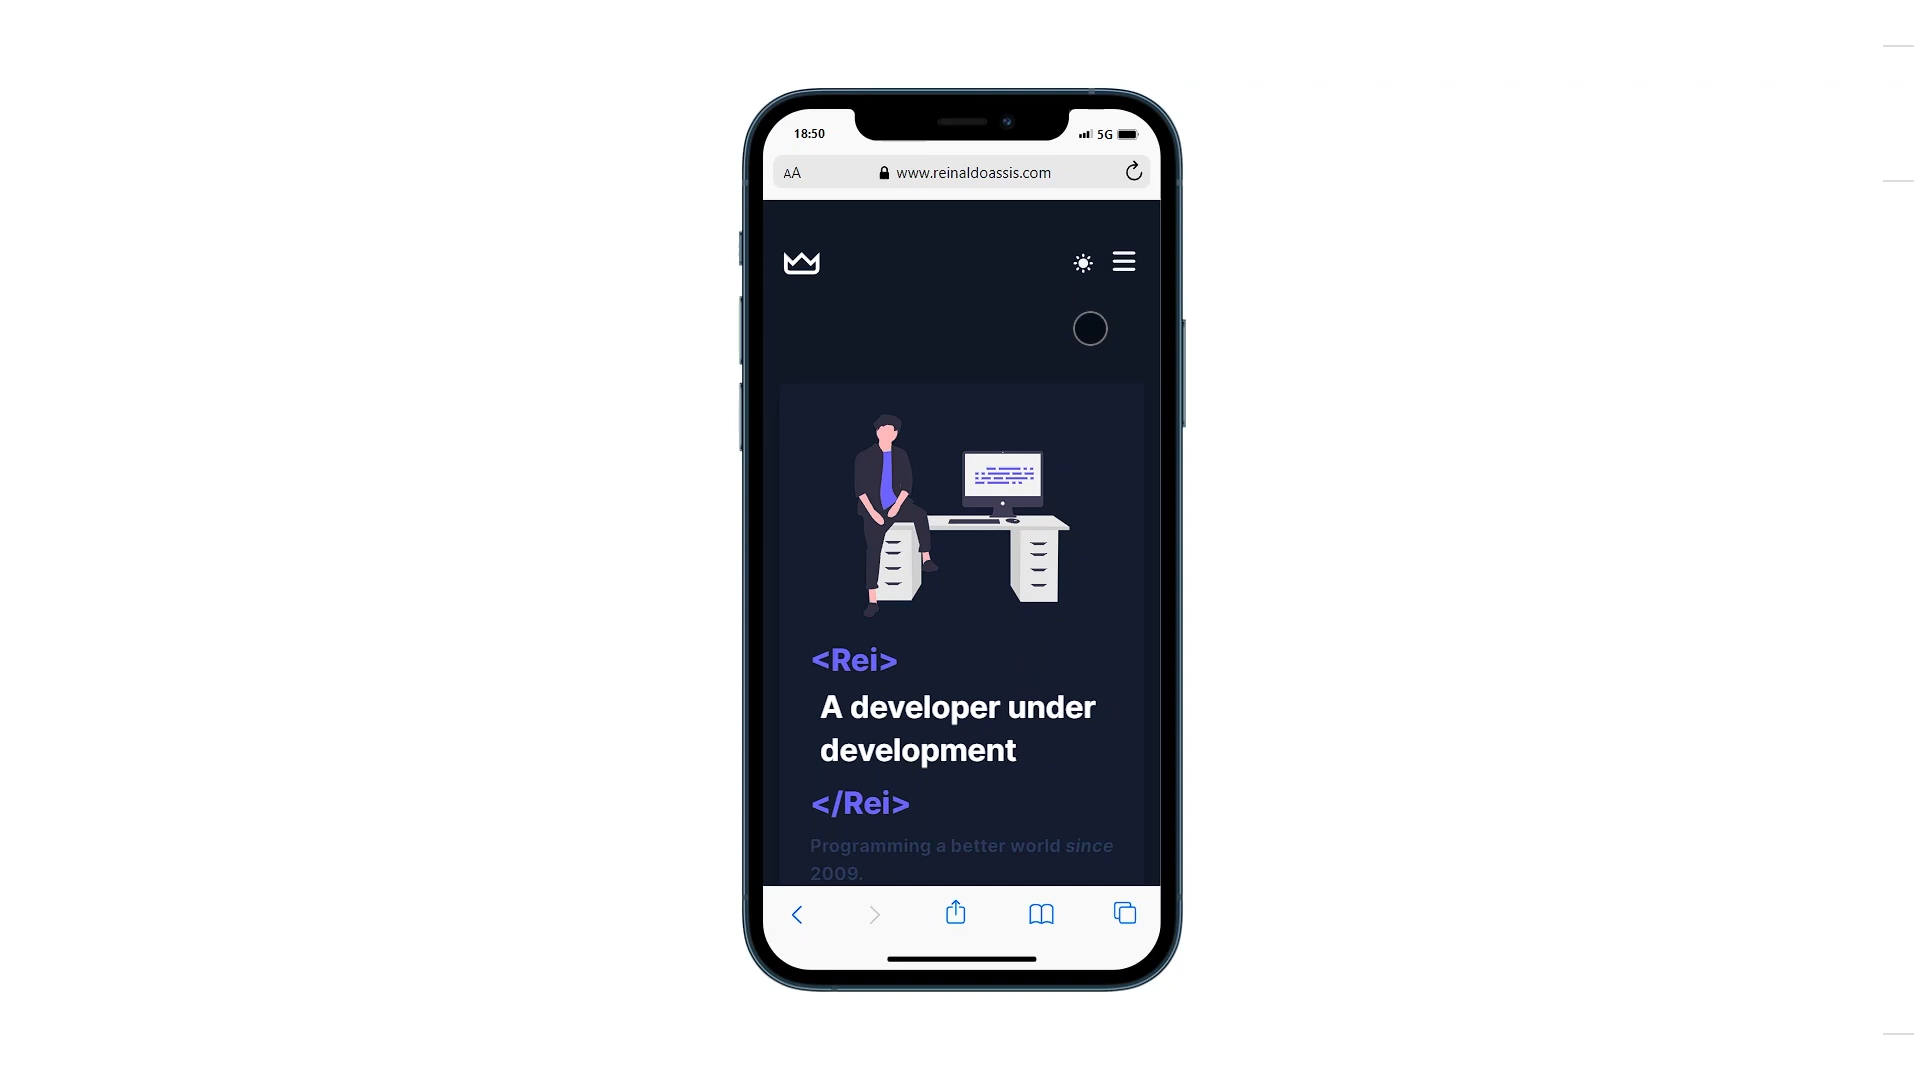 18:50
5G
AA
www.reinaldoassis.com
<Rei>
A developer under
development
</Rei>
Programming a better world since
2009.